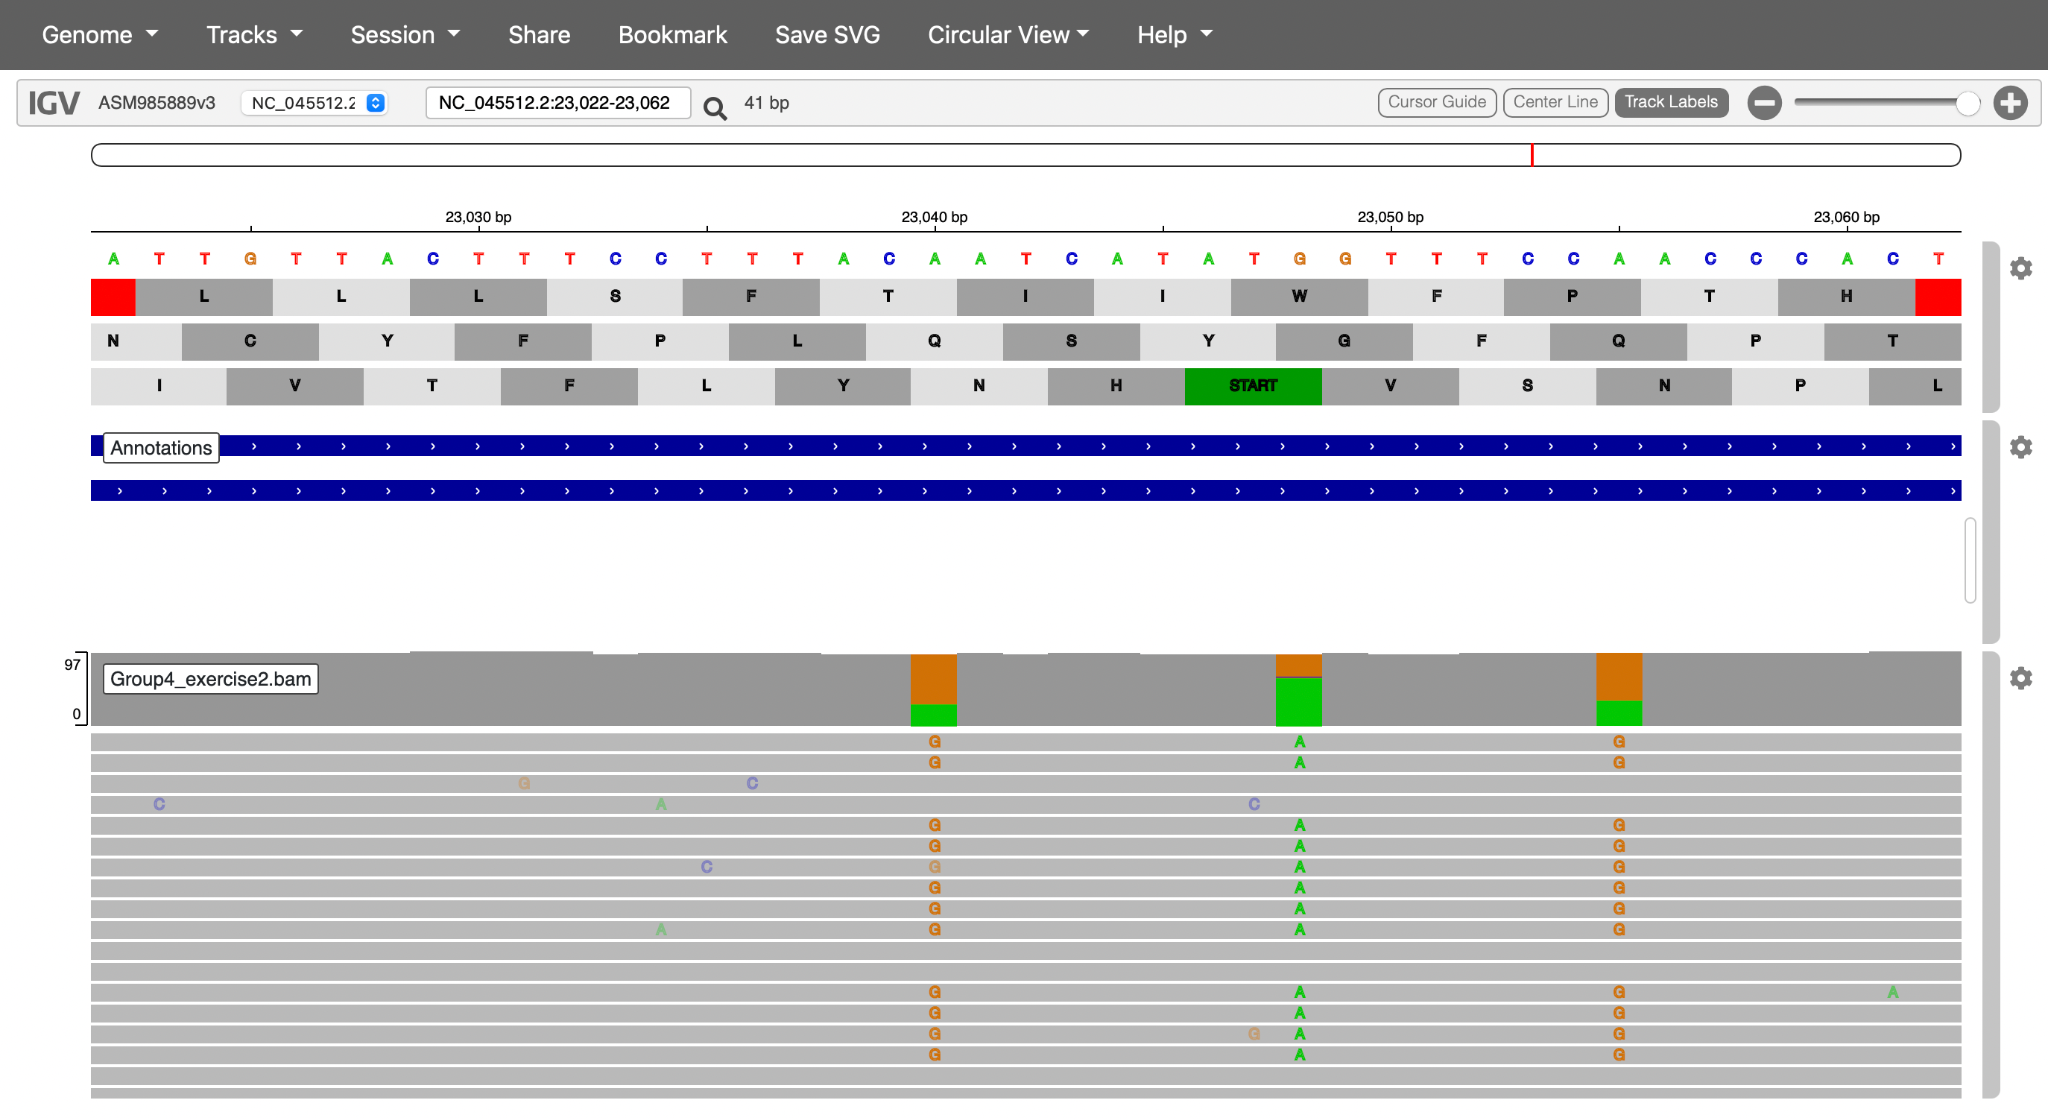 Genome Tracks Session Share Bookmark Save SVG Circular View Help
IGV ASM985889v3 NC_045512.2 NC_045512.2:23,022-23,062 41 bp Cursor Guide Center Line Track Labels
23,030 bp 23,040 bp 23,050 bp 23,060 bp
A T T G T T A C T T T C C T T T A C A A T C A T A T G G T T T C C A A C C C A C T
L L L S F T I I W F P T H
N C Y F P L Q S Y G F Q P T
I V T F L Y N H START V S N P L
Annotations
97
Group4_exercise2.bam
0
G A G
G A G
G C
C A C
G A G
G A G
C G A G
G A G
G A G
A G A G
G A G A
G A G
G G A G
G A G